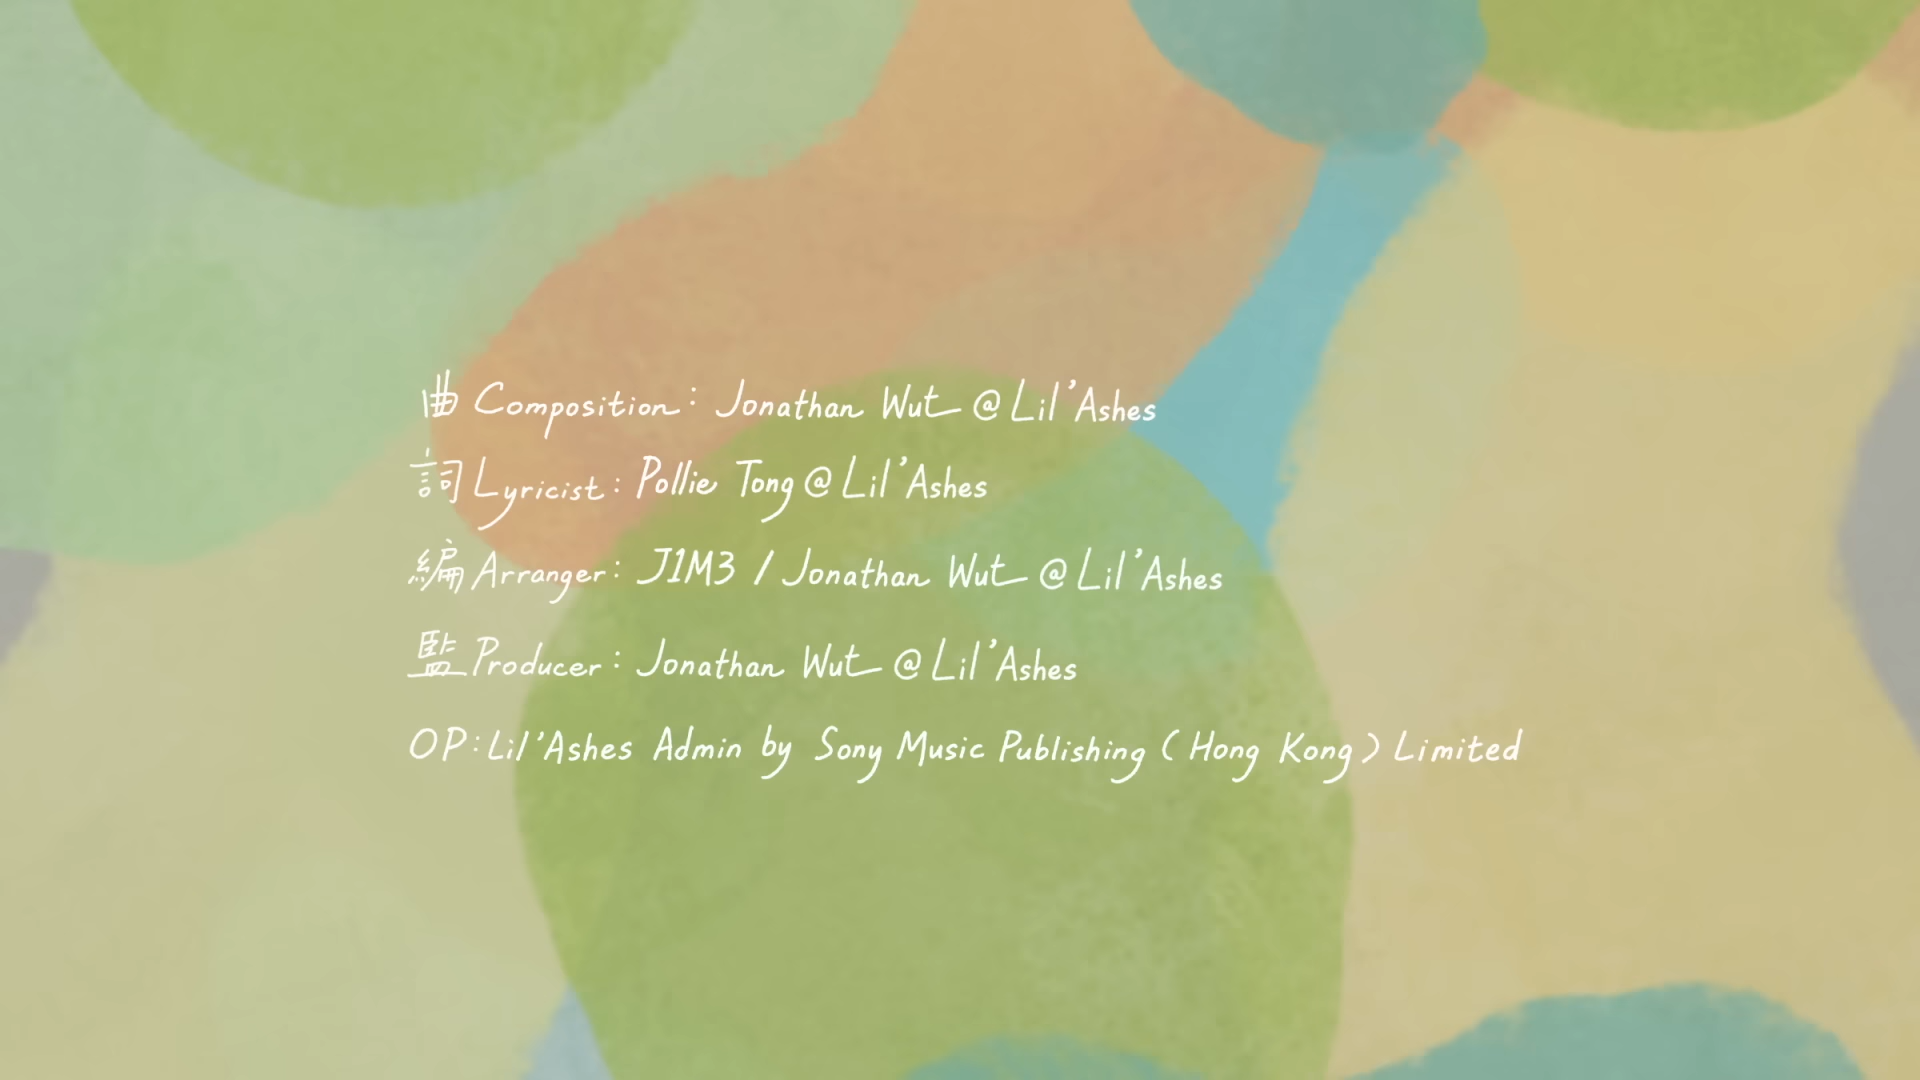 曲 Composition: Jonathan Wut @Lil'Ashes
詞 Lyricist: Pollie Tong @Lil'Ashes
編 Arranger: J1M3 / Jonathan Wut @Lil'Ashes
監 Producer: Jonathan Wut @Lil'Ashes
OP: Lil'Ashes Admin by Sony Music Publishing (Hong Kong) Limited